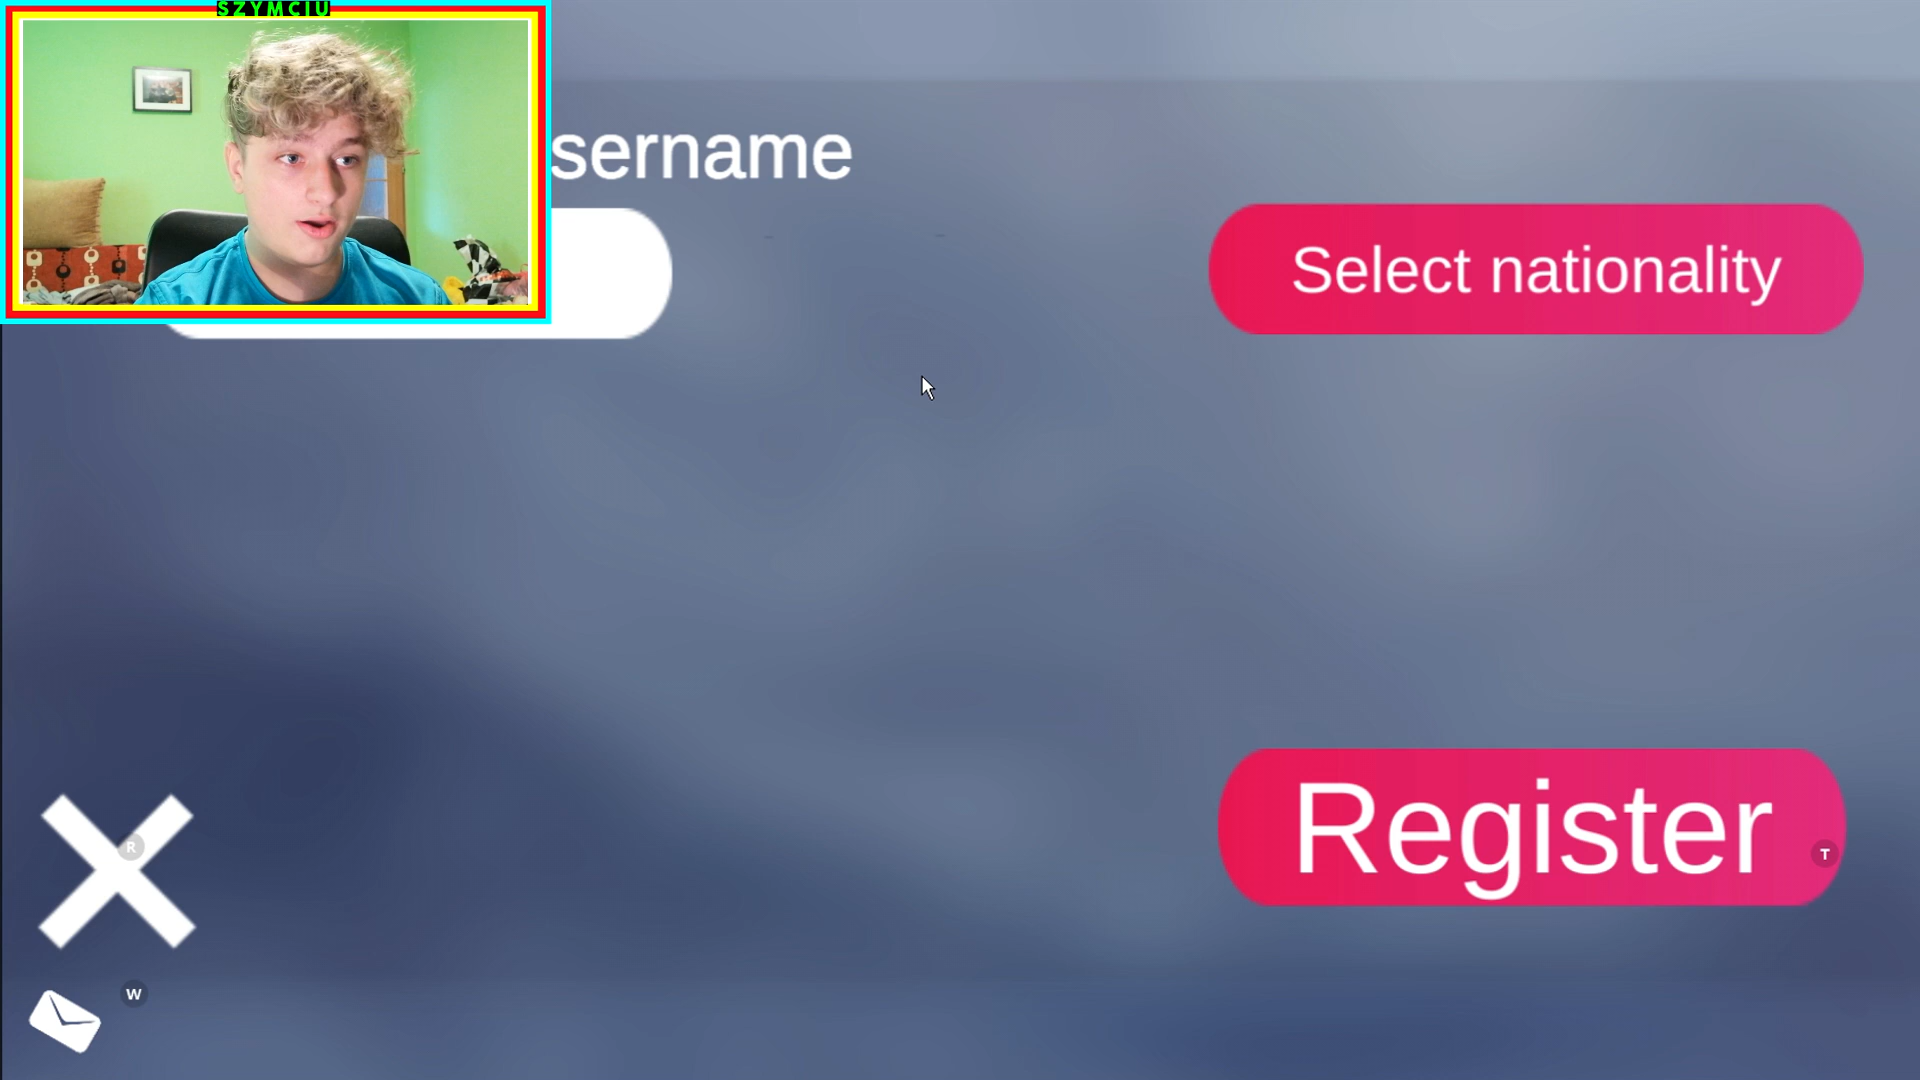 SZYMCIU
sername
Select nationality
Register
R
T
W